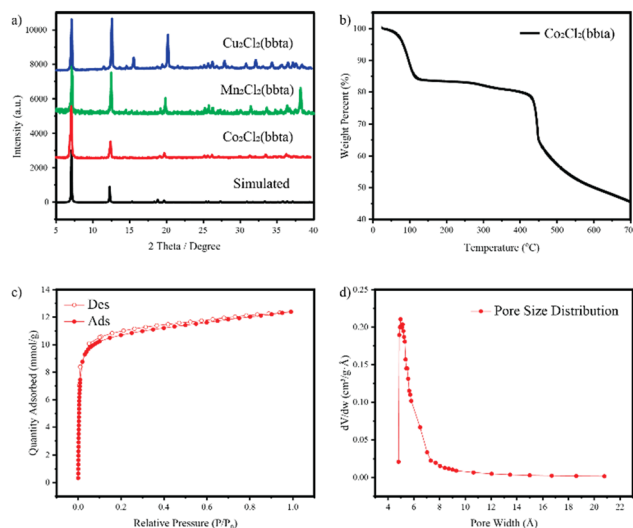 a)
Intensity (a.u.)
10000
8000
6000
4000
2000
0
Cu₂Cl₂(bbta)
Mn₂Cl₂(bbta)
Co₂Cl₂(bbta)
Simulated
5 10 15 20 25 30 35 40
2 Theta / Degree
b)
Weight Percent (%)
100
90
80
70
60
50
40
Co₂Cl₂(bbta)
0 100 200 300 400 500 600 700
Temperature (⁰C)
c)
Quantity Adsorbed (mmol/g)
14
12
10
8
6
4
2
0
Des
Ads
0.0 0.2 0.4 0.6 0.8 1.0
Relative Pressure (P/P₀)
d)
dV/dw (cm³/g·Å)
0.20
0.15
0.10
0.05
0.00
Pore Size Distribution
4 6 8 10 12 14 16 18 20 22
Pore Width (Å)